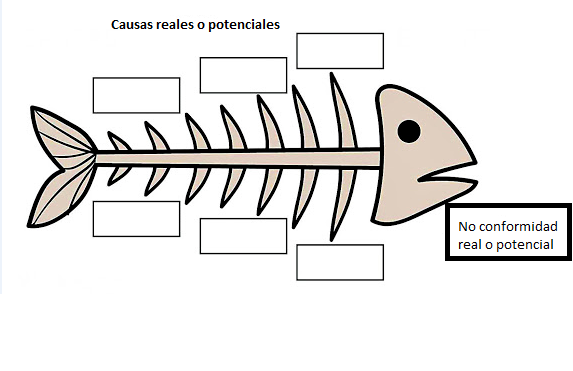 Causas reales o potenciales
No conformidad
real o potencial